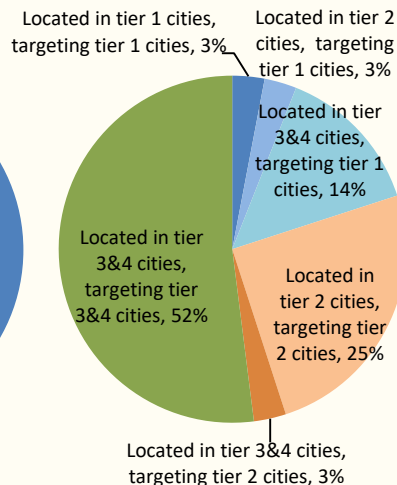 Located in tier 1 cities,
targeting tier 1 cities, 3%
Located in tier 2
cities, targeting
tier 1 cities, 3%
Located in tier
3&4 cities,
targeting tier 1
cities, 14%
Located in
tier 2 cities,
targeting tier
2 cities, 25%
Located in tier 3&4 cities,
targeting tier 2 cities, 3%
Located in tier
3&4 cities,
targeting tier
3&4 cities, 52%